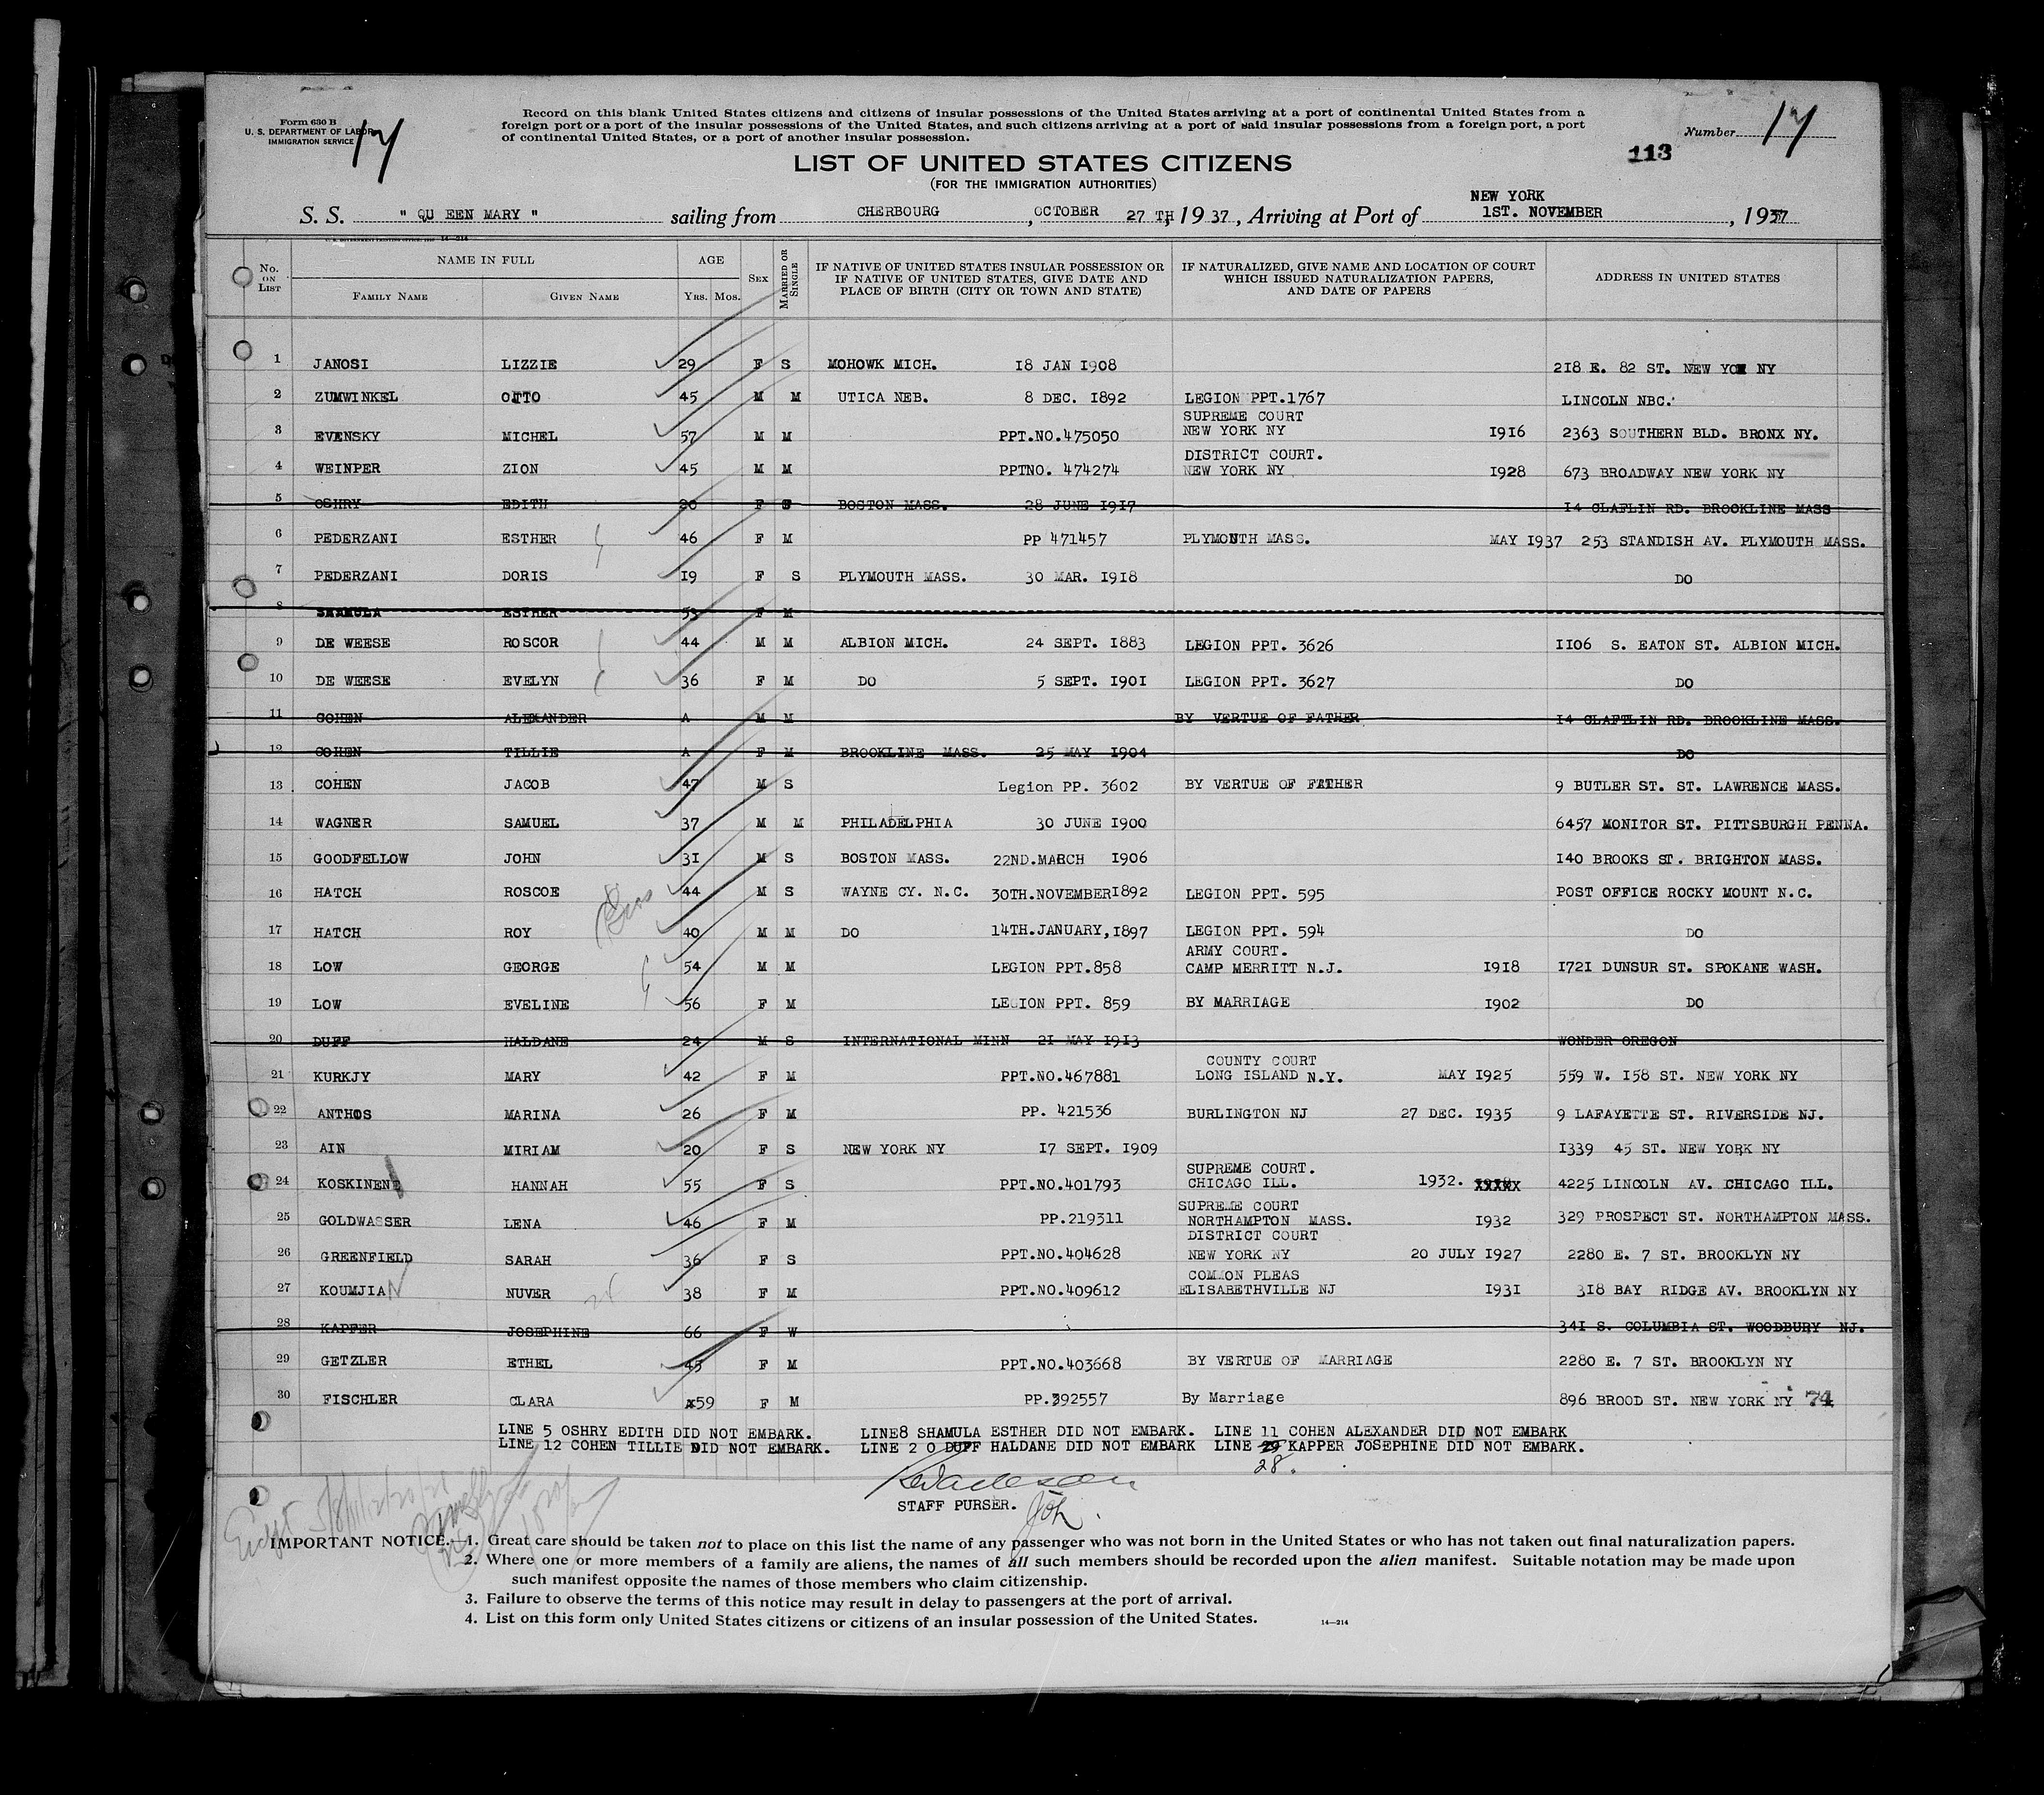 Form 630 B
U. S. DEPARTMENT OF LABOR
IMMIGRATION SERVICE
14
Record on this blank United States citizens and citizens of insular possessions of the United States arriving at a port of continental United States from a
foreign port or a port of the insular possessions of the United States, and such citizens arriving at a port of said insular possessions from a foreign port, a port
of continental United States, or a port of another insular possession.
Number 14
113
LIST OF UNITED STATES CITIZENS
(FOR THE IMMIGRATION AUTHORITIES)
S. S. " QU EEN MARY " sailing from CHERBOURG , OCTOBER 27 TH, 19 37 , Arriving at Port of NEW YORK 1ST. NOVEMBER , 1937
No. ON LIST
NAME IN FULL
FAMILY NAME GIVEN NAME
AGE
YRS. MOS.
SEX
MARRIED OR SINGLE
IF NATIVE OF UNITED STATES INSULAR POSSESSION OR
IF NATIVE OF UNITED STATES, GIVE DATE AND
PLACE OF BIRTH (CITY OR TOWN AND STATE)
IF NATURALIZED, GIVE NAME AND LOCATION OF COURT
WHICH ISSUED NATURALIZATION PAPERS,
AND DATE OF PAPERS
ADDRESS IN UNITED STATES
1 JANOSI LIZZIE 29 F S MOHOWK MICH. 18 JAN 1908 218 E. 82 ST. NEW YOK NY
2 ZUMWINKEL OTTO 45 M M UTICA NEB. 8 DEC. 1892 LEGION PPT.1767 LINCOLN NBC.
SUPREME COURT
3 EVENSKY MICHEL 57 M M PPT.NO.475050 NEW YORK NY 1916 2363 SOUTHERN BLD. BRONX NY.
DISTRICT COURT.
4 WEINPER ZION 45 M M PPTNO. 474274 NEW YORK NY 1928 673 BROADWAY NEW YORK NY
5 OSHRY EDITH 20 F S BOSTON MASS. 28 JUNE 1917 14 CLAFLIN RD. BROOKLINE MASS
6 PEDERZANI ESTHER 46 F M PP 471457 PLYMOUTH MASS. MAY 1937 253 STANDISH AV. PLYMOUTH MASS.
7 PEDERZANI DORIS 19 F S PLYMOUTH MASS. 30 MAR. 1918 DO
8 SHAMULA ESTHER 53 F M
9 DE WEESE ROSCOR 44 M M ALBION MICH. 24 SEPT. 1883 LEGION PPT. 3626 1106 S. EATON ST. ALBION MICH.
10 DE WEESE EVELYN 36 F M DO 5 SEPT. 1901 LEGION PPT. 3627 DO
11 COHEN ALEXANDER A M M BY VERTUE OF FATHER 14 CLAFTLIN RD. BROOKLINE MASS.
12 COHEN TILLIE A F M BROOKLINE MASS. 25 MAY 1904 DO
13 COHEN JACOB 47 M S Legion PP. 3602 BY VERTUE OF FATHER 9 BUTLER ST. ST. LAWRENCE MASS.
14 WAGNER SAMUEL 37 M M PHILADELPHIA 30 JUNE 1900 6457 MONITOR ST. PITTSBURGH PENNA.
15 GOODFELLOW JOHN 31 M S BOSTON MASS. 22ND.MARCH 1906 140 BROOKS ST. BRIGHTON MASS.
16 HATCH ROSCOE 44 M S WAYNE CY. N.C. 30TH.NOVEMBER1892 LEGION PPT. 595 POST OFFICE ROCKY MOUNT N.C.
17 HATCH ROY 40 M M DO 14TH.JANUARY,1897 LEGION PPT. 594 DO
ARMY COURT.
18 LOW GEORGE 54 M M LEGION PPT.858 CAMP MERRITT N.J. 1918 1721 DUNSUR ST. SPOKANE WASH.
19 LOW EVELINE 56 F M LEGION PPT. 859 BY MARRIAGE 1902 DO
20 DUFF HALDANE 24 M S INTERNATIONAL MINN 21 MAY 1913 WONDER OREGON
COUNTY COURT
21 KURKJY MARY 42 F M PPT.NO.467881 LONG ISLAND N.Y. MAY 1925 559 W. 158 ST. NEW YORK NY
22 ANTHOS MARINA 26 F M PP. 421536 BURLINGTON NJ 27 DEC. 1935 9 LAFAYETTE ST. RIVERSIDE NJ.
23 AIN MIRIAM 20 F S NEW YORK NY 17 SEPT. 1909 1339 45 ST. NEW YORK NY
SUPREME COURT.
24 KOSKINENE HANNAH 55 F S PPT.NO.401793 CHICAGO ILL. 1932. XXXXX 4225 LINCOLN AV. CHICAGO ILL.
SUPREME COURT
25 GOLDWASSER LENA 46 F M PP.219311 NORTHAMPTON MASS. 1932 329 PROSPECT ST. NORTHAMPTON MASS.
DISTRICT COURT
26 GREENFIELD SARAH 36 F S PPT.NO.404628 NEW YORK NY 20 JULY 1927 2280 E. 7 ST. BROOKLYN NY
COMMON PLEAS
27 KOUMJIAN NUVER 38 F M PPT.NO.409612 ELISABETHVILLE NJ 1931 318 BAY RIDGE AV. BROOKLYN NY
28 KAPFER JOSEPHINE 66 F W 341 S. COLUMBIA ST. WOODBURY NJ.
29 GETZLER ETHEL 45 F M PPT.NO.403668 BY VERTUE OF MARRIAGE 2280 E. 7 ST. BROOKLYN NY
30 FISCHLER CLARA x59 F M PP.392557 By Marriage 896 BROOD ST. NEW YORK NY 74
LINE 5 OSHRY EDITH DID NOT EMBARK. LINE8 SHAMULA ESTHER DID NOT EMBARK. LINE 11 COHEN ALEXANDER DID NOT EMBARK
LINE 12 COHEN TILLIE DID NOT EMBARK. LINE 2 0 DUFF HALDANE DID NOT EMBARK LINE 29 KAPPER JOSEPHINE DID NOT EMBARK.
28.
STAFF PURSER.
IMPORTANT NOTICE.—1. Great care should be taken not to place on this list the name of any passenger who was not born in the United States or who has not taken out final naturalization papers.
2. Where one or more members of a family are aliens, the names of all such members should be recorded upon the alien manifest. Suitable notation may be made upon
such manifest opposite the names of those members who claim citizenship.
3. Failure to observe the terms of this notice may result in delay to passengers at the port of arrival.
4. List on this form only United States citizens or citizens of an insular possession of the United States.
14—214